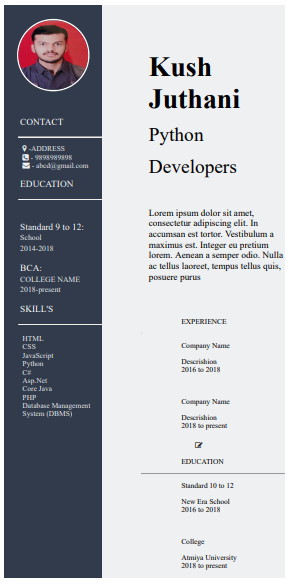 CONTACT
-ADDRESS
- 9898989898
- abcd@gmail.com
EDUCATION
Standard 9 to 12:
School
2014-2018
BCA:
COLLEGE NAME
2018-present
SKILL'S
HTML
CSS
JavaScript
Python
C#
Asp.Net
Core Java
PHP
Database Management
System (DBMS)
Kush
Juthani
Python
Developers
Lorem ipsum dolor sit amet,
consectetur adipiscing elit. In
accumsan est tortor. Vestibulum a
maximus est. Integer eu pretium
lorem. Aenean a semper odio. Nulla
ac tellus laoreet, tempus tellus quis,
posuere purus
EXPERIENCE
Company Name
Descrishion
2016 to 2018
Company Name
Descrishion
2018 to present
EDUCATION
Standard 10 to 12
New Era School
2016 to 2018
College
Atmiya University
2018 to present